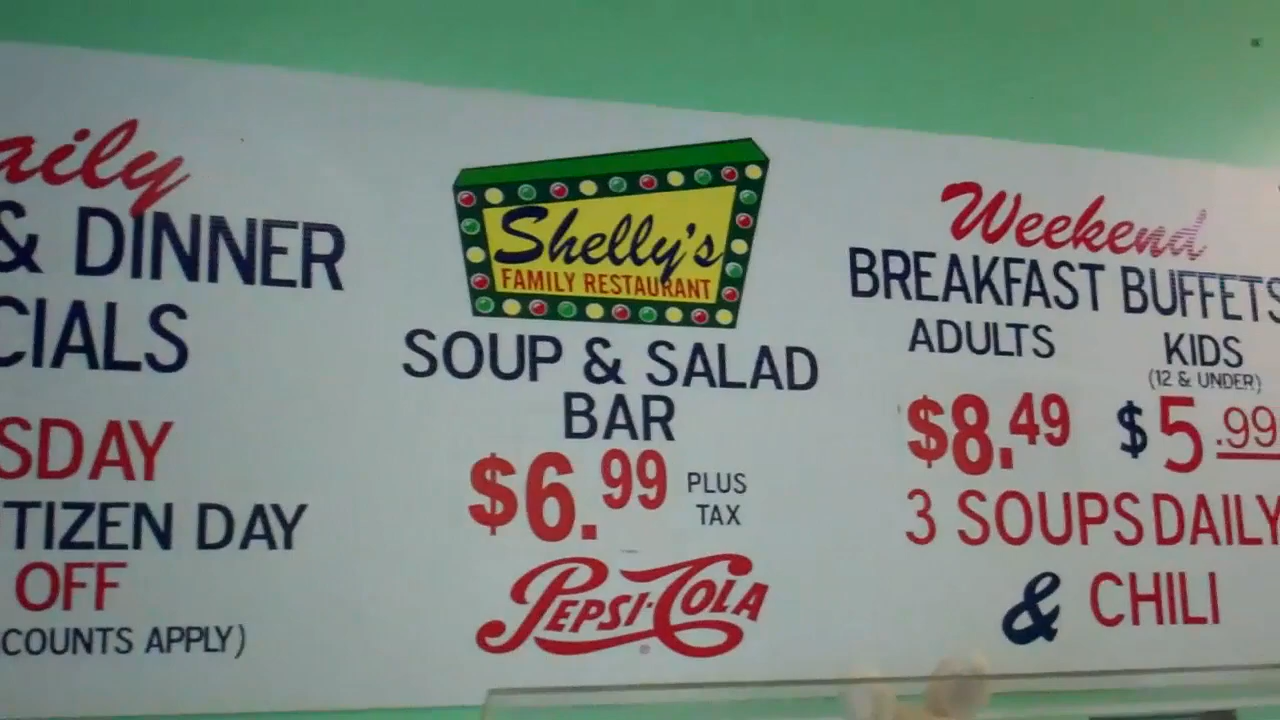 aily
& DINNER
CIALS
SDAY
TIZEN DAY
OFF
COUNTS APPLY)
Shelly's
FAMILY RESTAURANT
SOUP & SALAD
BAR
$6.99 PLUS
TAX
PEPSI-COLA
Weekend
BREAKFAST BUFFETS
ADULTS KIDS
(12 & UNDER)
$8.49 $5.99
3 SOUPS DAILY
& CHILI